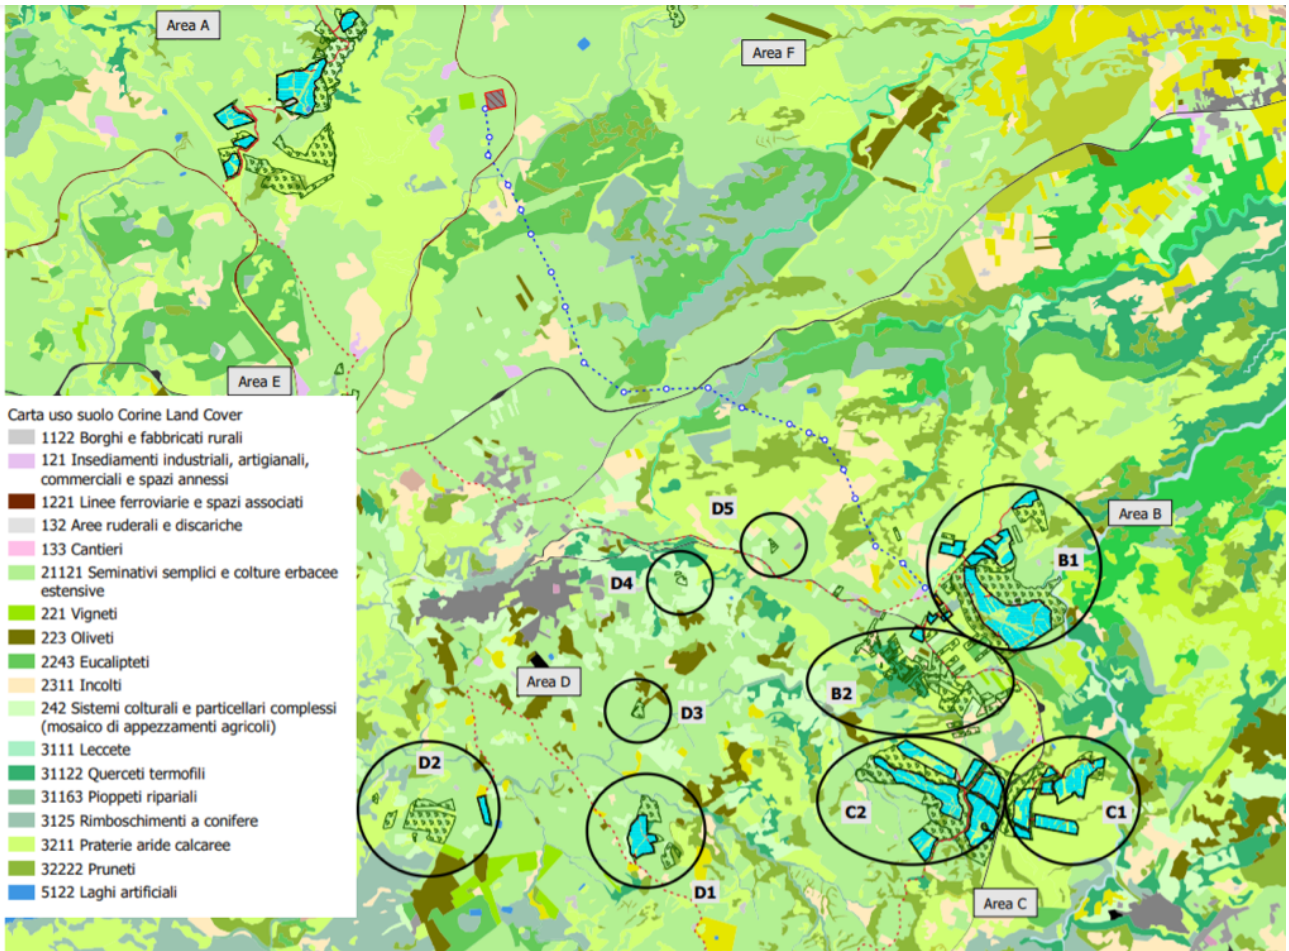 Area A
Area F
Area E
Carta uso suolo Corine Land Cover
1122 Borghi e fabbricati rurali
121 Insediamenti industriali, artigianali,
commerciali e spazi annessi
1221 Linee ferroviarie e spazi associati
132 Aree ruderali e discariche
133 Cantieri
21121 Seminativi semplici e colture erbacee
estensive
221 Vigneti
223 Oliveti
2243 Eucalipteti
2311 Incolti
242 Sistemi colturali e particellari complessi
(mosaico di appezzamenti agricoli)
3111 Leccete
31122 Querceti termofili
31163 Pioppeti ripariali
3125 Rimboschimenti a conifere
3211 Praterie aride calcaree
32222 Pruneti
5122 Laghi artificiali
D5
Area B
B1
D4
Area D
B2
D3
D2
C2
C1
D1
Area C